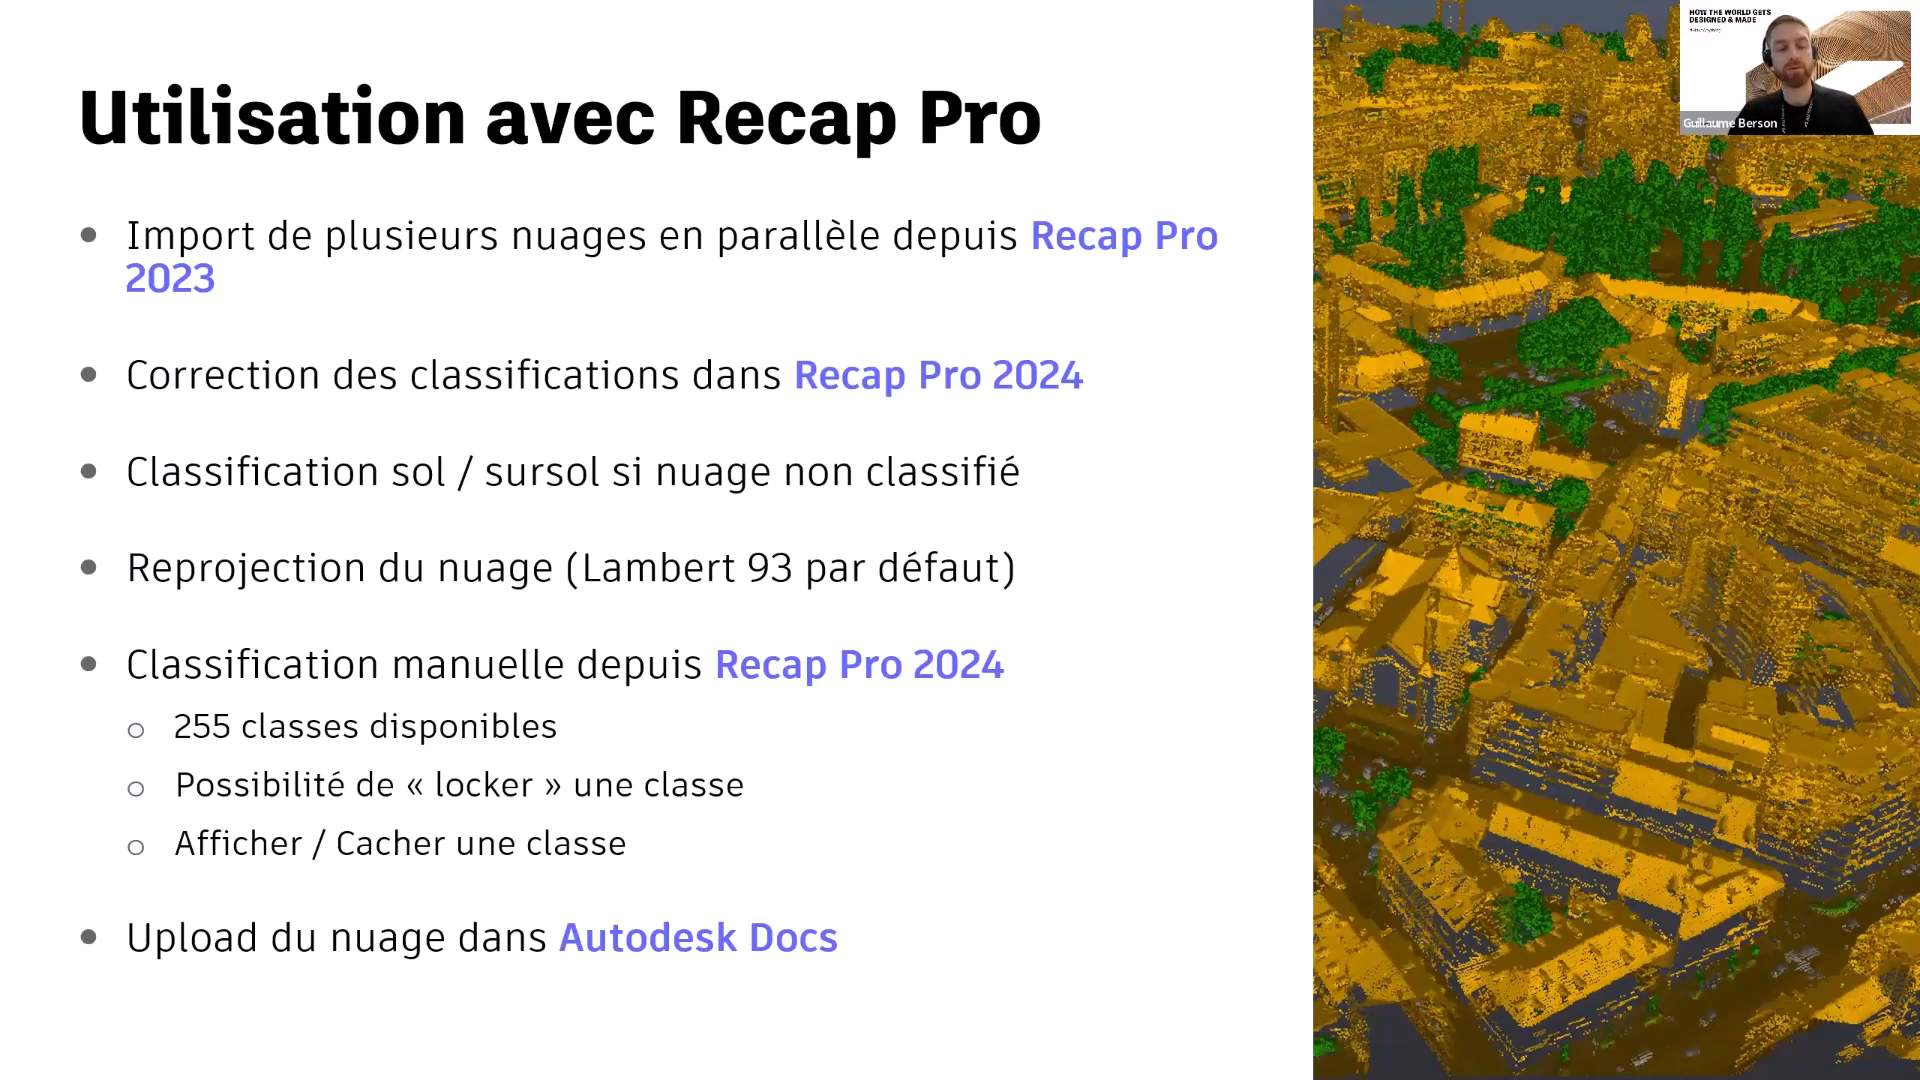 Utilisation avec Recap Pro
• Import de plusieurs nuages en parallèle depuis Recap Pro
2023
• Correction des classifications dans Recap Pro 2024
• Classification sol / sursol si nuage non classifié
• Reprojection du nuage (Lambert 93 par défaut)
• Classification manuelle depuis Recap Pro 2024
o 255 classes disponibles
o Possibilité de « locker » une classe
o Afficher / Cacher une classe
• Upload du nuage dans Autodesk Docs
HOW THE WORLD GETS
DESIGNED & MADE
Guillaume Berson